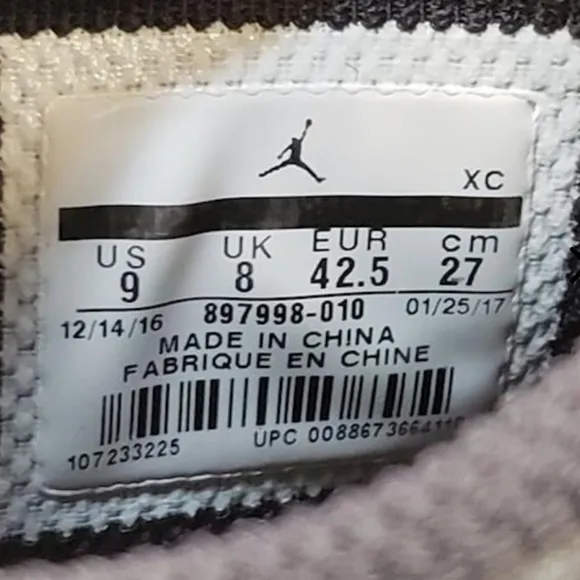 XC
US UK EUR cm
9 8 42.5 27
12/14/16 897998-010 01/25/17
MADE IN CHINA
FABRIQUE EN CHINE
107233225 UPC